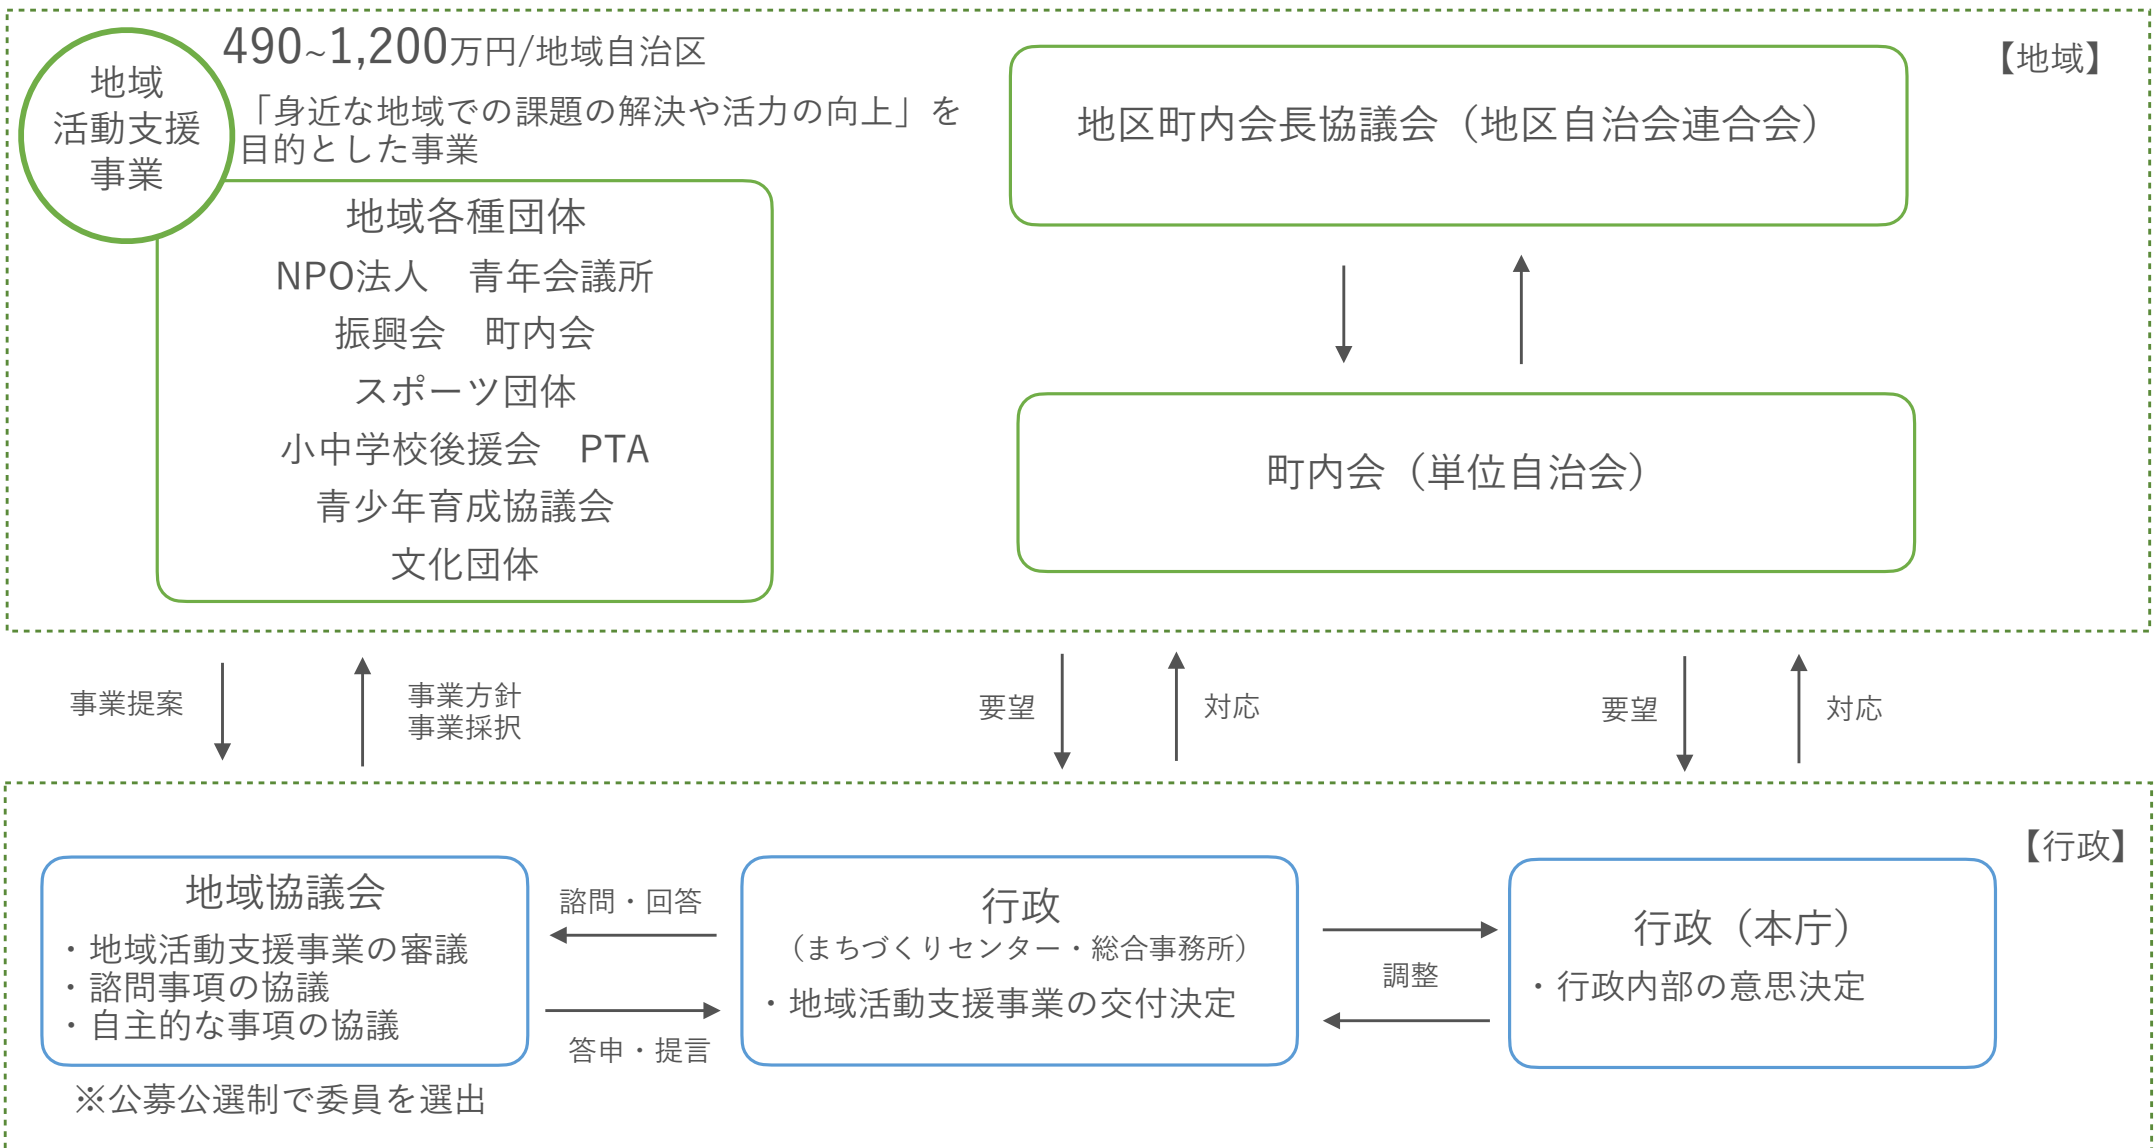 地域
活動支援
事業
490~1,200万円/地域自治区
「身近な地域での課題の解決や活力の向上」を
目的とした事業
地域各種団体
NPO法人　青年会議所
振興会　町内会
スポーツ団体
小中学校後援会　PTA
青少年育成協議会
文化団体
【地域】
地区町内会長協議会（地区自治会連合会）
町内会（単位自治会）
事業提案
事業方針
事業採択
要望
対応
要望
対応
【行政】
地域協議会
・地域活動支援事業の審議
・諮問事項の協議
・自主的な事項の協議
※公募公選制で委員を選出
諮問・回答
答申・提言
行政
（まちづくりセンター・総合事務所）
・地域活動支援事業の交付決定
調整
行政（本庁）
・行政内部の意思決定